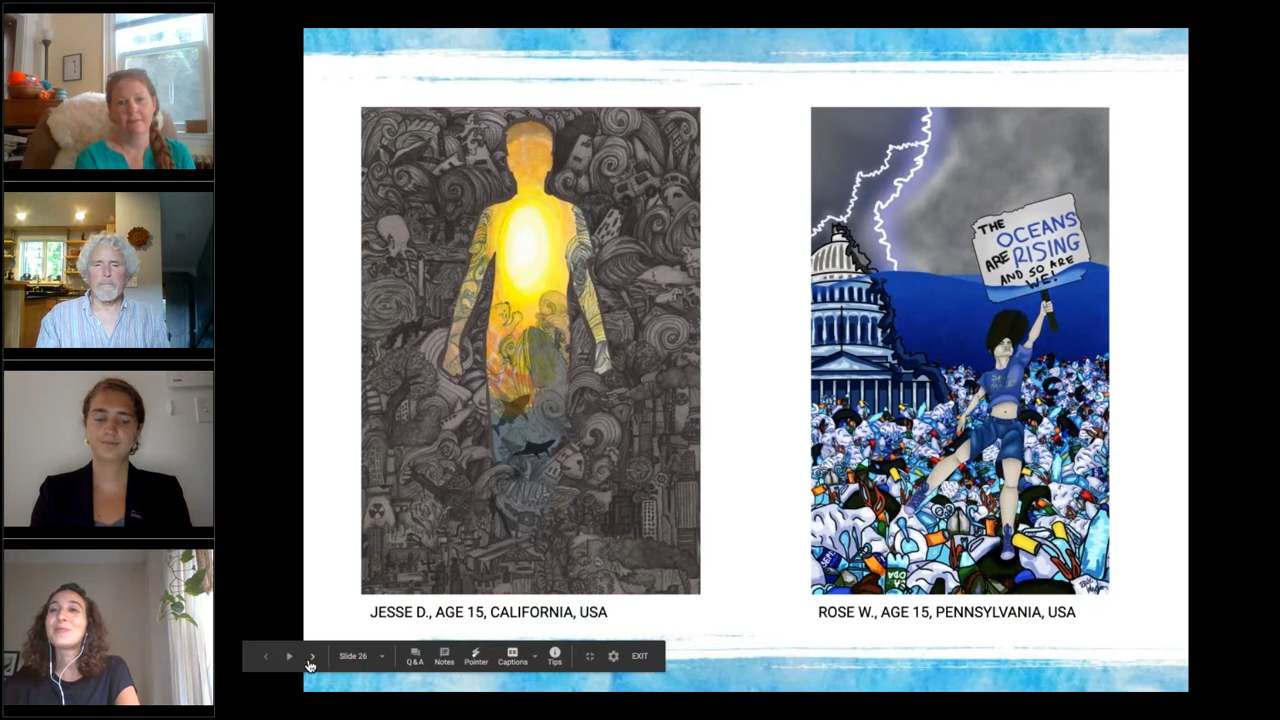 THE
OCEANS
ARE RISING
AND SO ARE
WE!
JESSE D., AGE 15, CALIFORNIA, USA
ROSE W., AGE 15, PENNSYLVANIA, USA
Slide 26
Q&A
Notes
Pointer
Captions
Tips
EXIT